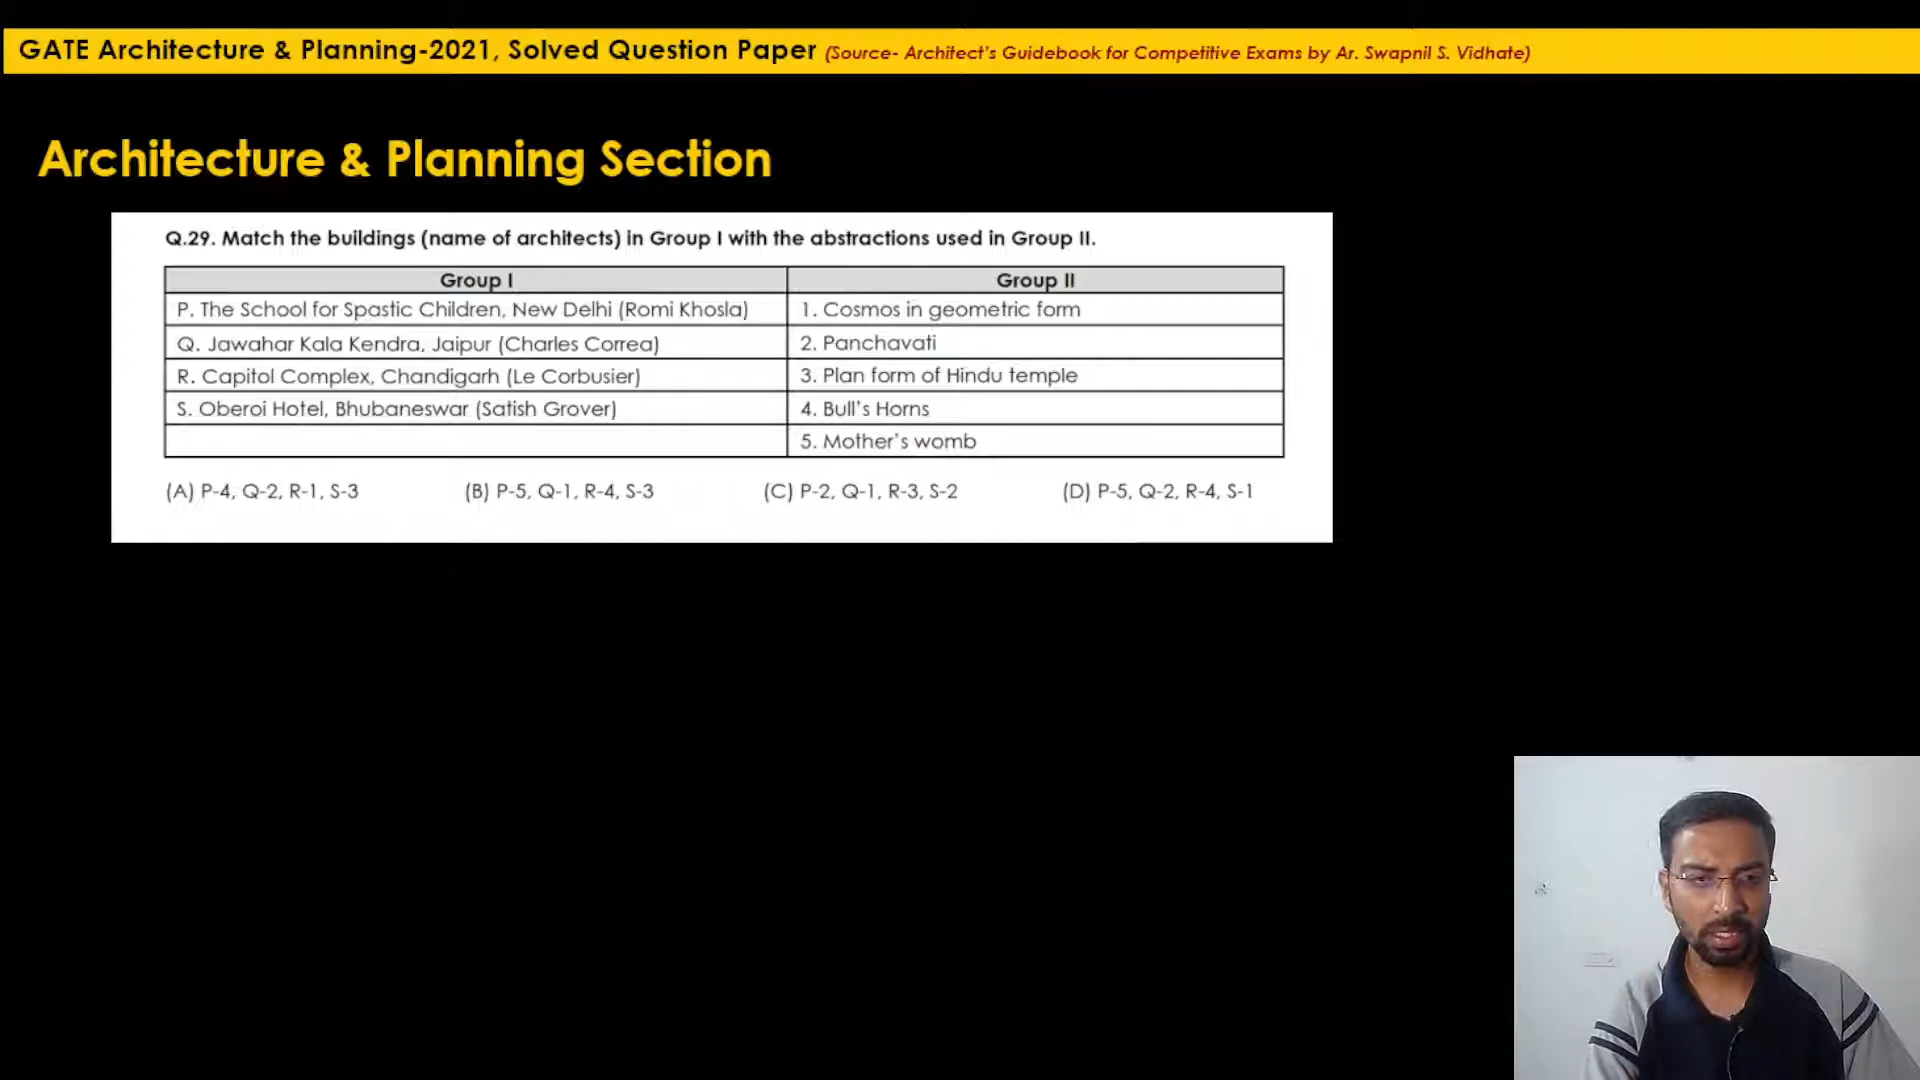 GATE Architecture & Planning-2021, Solved Question Paper (Source- Architect's Guidebook for Competitive Exams by Ar. Swapnil S. Vidhate)
Architecture & Planning Section
Q.29. Match the buildings (name of architects) in Group I with the abstractions used in Group II.
Group I Group II
P. The School for Spastic Children, New Delhi (Romi Khosla) 1. Cosmos in geometric form
Q. Jawahar Kala Kendra, Jaipur (Charles Correa) 2. Panchavati
R. Capitol Complex, Chandigarh (Le Corbusier) 3. Plan form of Hindu temple
S. Oberoi Hotel, Bhubaneswar (Satish Grover) 4. Bull's Horns
5. Mother's womb
(A) P-4, Q-2, R-1, S-3 (B) P-5, Q-1, R-4, S-3 (C) P-2, Q-1, R-3, S-2 (D) P-5, Q-2, R-4, S-1